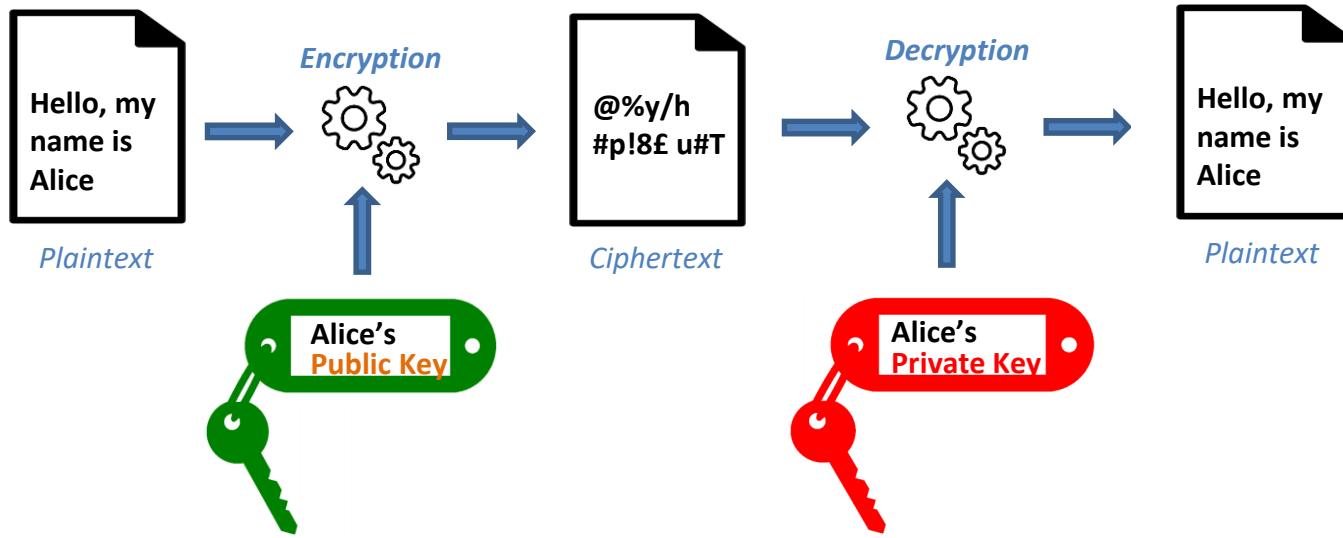 Hello, my
name is
Alice
Plaintext
Encryption
@%y/h
#p!8£ u#T
Ciphertext
Decryption
Hello, my
name is
Alice
Plaintext
Alice’s
Public Key
Alice’s
Private Key